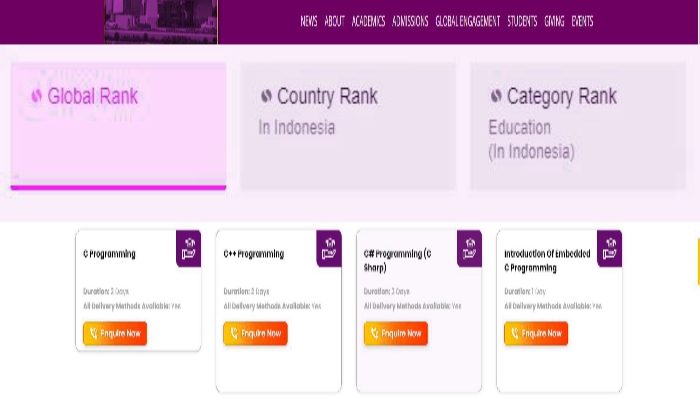 NEWS ABOUT ACADEMICS ADMISSIONS GLOBAL ENGAGEMENT STUDENTS GIVING EVENTS
Global Rank
Country Rank
In Indonesia
Category Rank
Education
(In Indonesia)
C Programming
Duration: 3 Days
All Delivery Methods Available: Yes
Enquire Now
C++ Programming
Duration: 3 Days
All Delivery Methods Available: Yes
Enquire Now
C# Programming (C
Sharp)
Duration: 3 Days
All Delivery Methods Available: Yes
Enquire Now
Introduction Of Embedded
C Programming
Duration: 1 Day
All Delivery Methods Available: Yes
Enquire Now